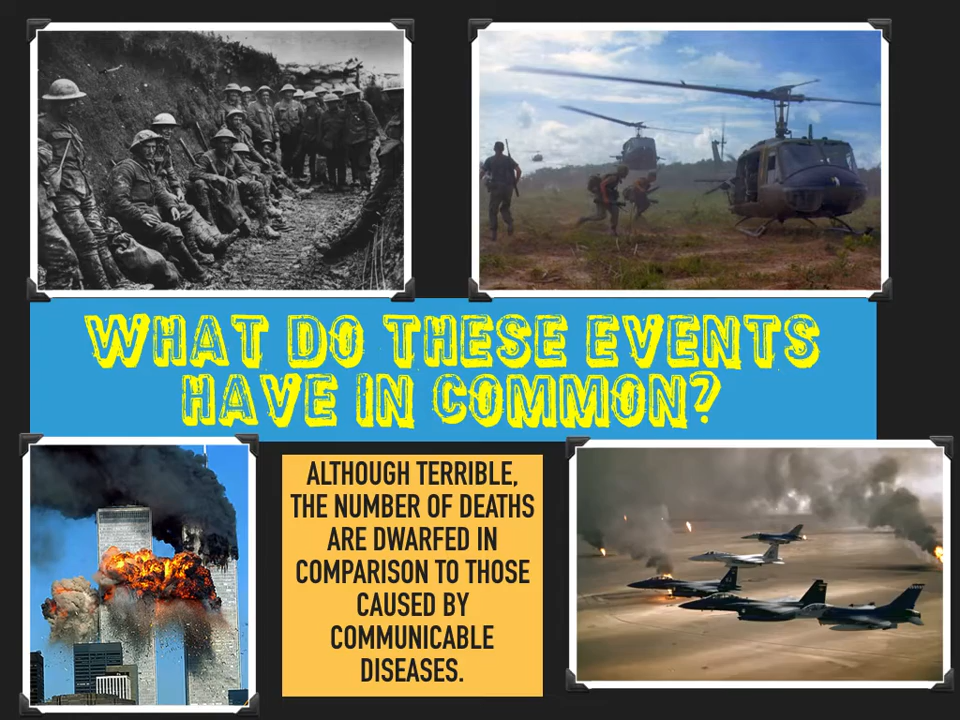 WHAT DO THESE EVENTS
HAVE IN COMMON?
ALTHOUGH TERRIBLE,
THE NUMBER OF DEATHS
ARE DWARFED IN
COMPARISON TO THOSE
CAUSED BY
COMMUNICABLE
DISEASES.